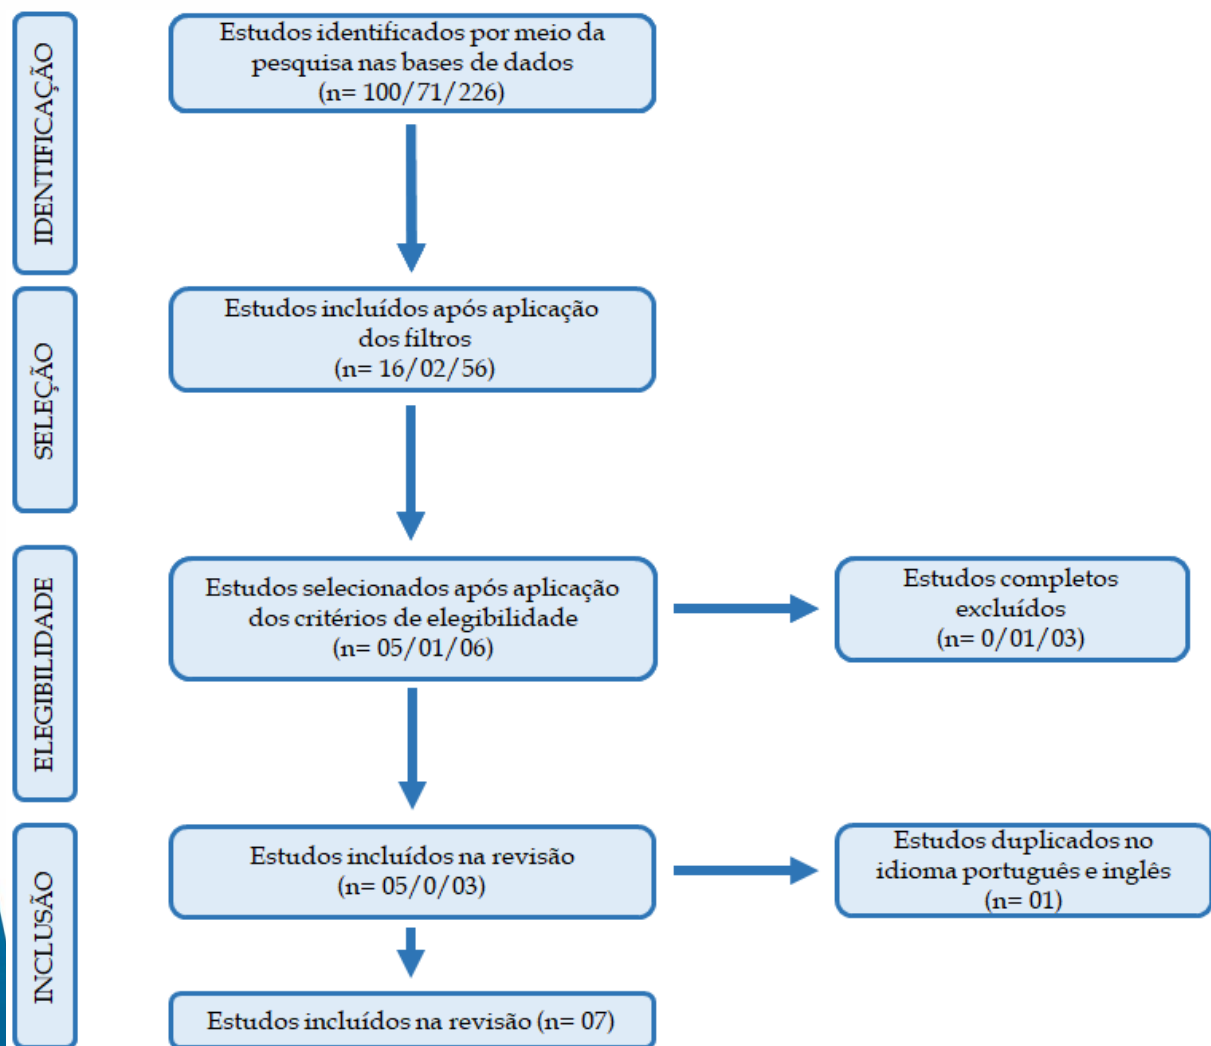 IDENTIFICAÇÃO
Estudos identificados por meio da
pesquisa nas bases de dados
(n= 100/71/226)
SELEÇÃO
Estudos incluídos após aplicação
dos filtros
(n= 16/02/56)
ELEGIBILIDADE
Estudos selecionados após aplicação
dos critérios de elegibilidade
(n= 05/01/06)
Estudos completos
excluídos
(n= 0/01/03)
INCLUSÃO
Estudos incluídos na revisão
(n= 05/0/03)
Estudos duplicados no
idioma português e inglês
(n= 01)
Estudos incluídos na revisão (n= 07)